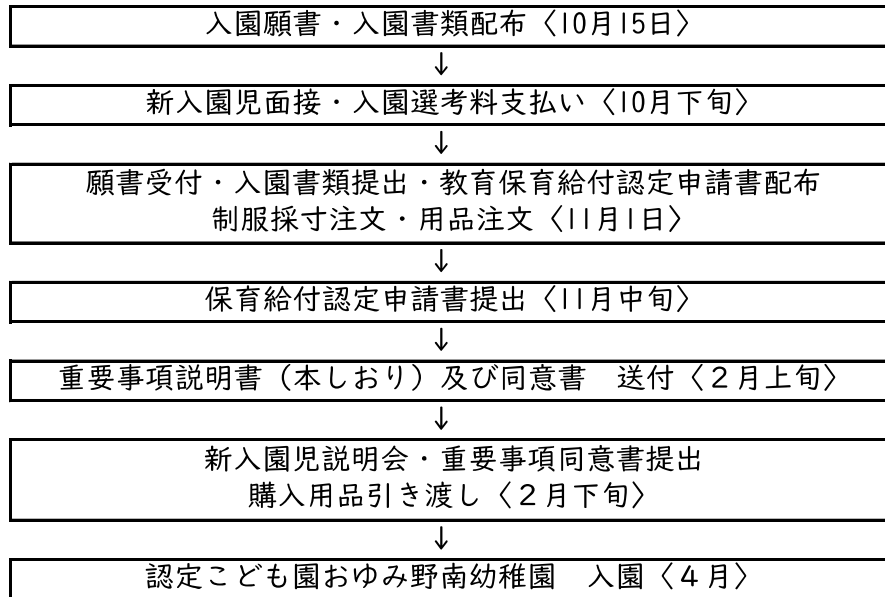 入園願書・入園書類配布〈10月15日〉
↓
新入園児面接・入園選考料支払い〈10月下旬〉
↓
願書受付・入園書類提出・教育保育給付認定申請書配布
制服採寸注文・用品注文〈11月1日〉
↓
保育給付認定申請書提出〈11月中旬〉
↓
重要事項説明書（本しおり）及び同意書　送付〈２月上旬〉
↓
新入園児説明会・重要事項同意書提出
購入用品引き渡し〈２月下旬〉
↓
認定こども園おゆみ野南幼稚園　入園〈４月〉